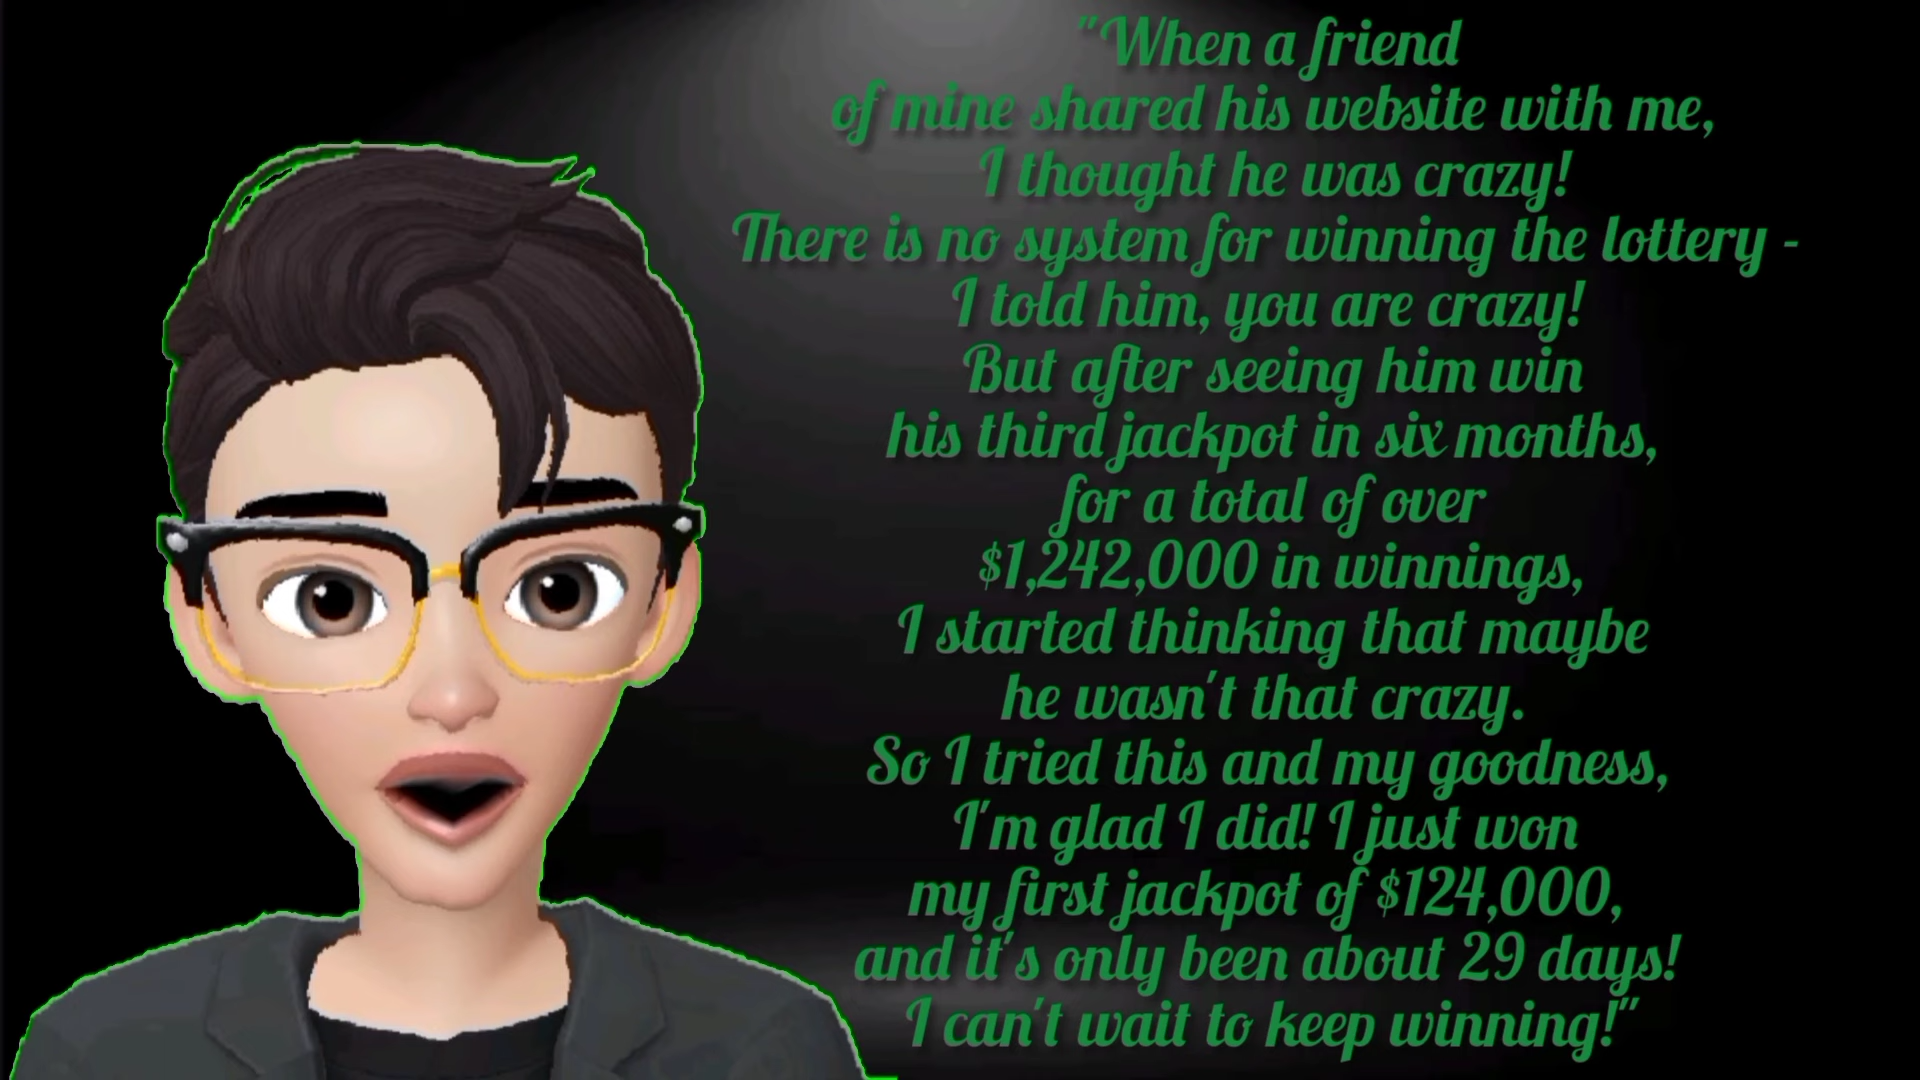 "When a friend
of mine shared his website with me,
I thought he was crazy!
There is no system for winning the lottery -
I told him, you are crazy!
But after seeing him win
his third jackpot in six months,
for a total of over
$1,242,000 in winnings,
I started thinking that maybe
he wasn't that crazy.
So I tried this and my goodness,
I'm glad I did! I just won
my first jackpot of $124,000,
and it's only been about 29 days!
I can't wait to keep winning!"